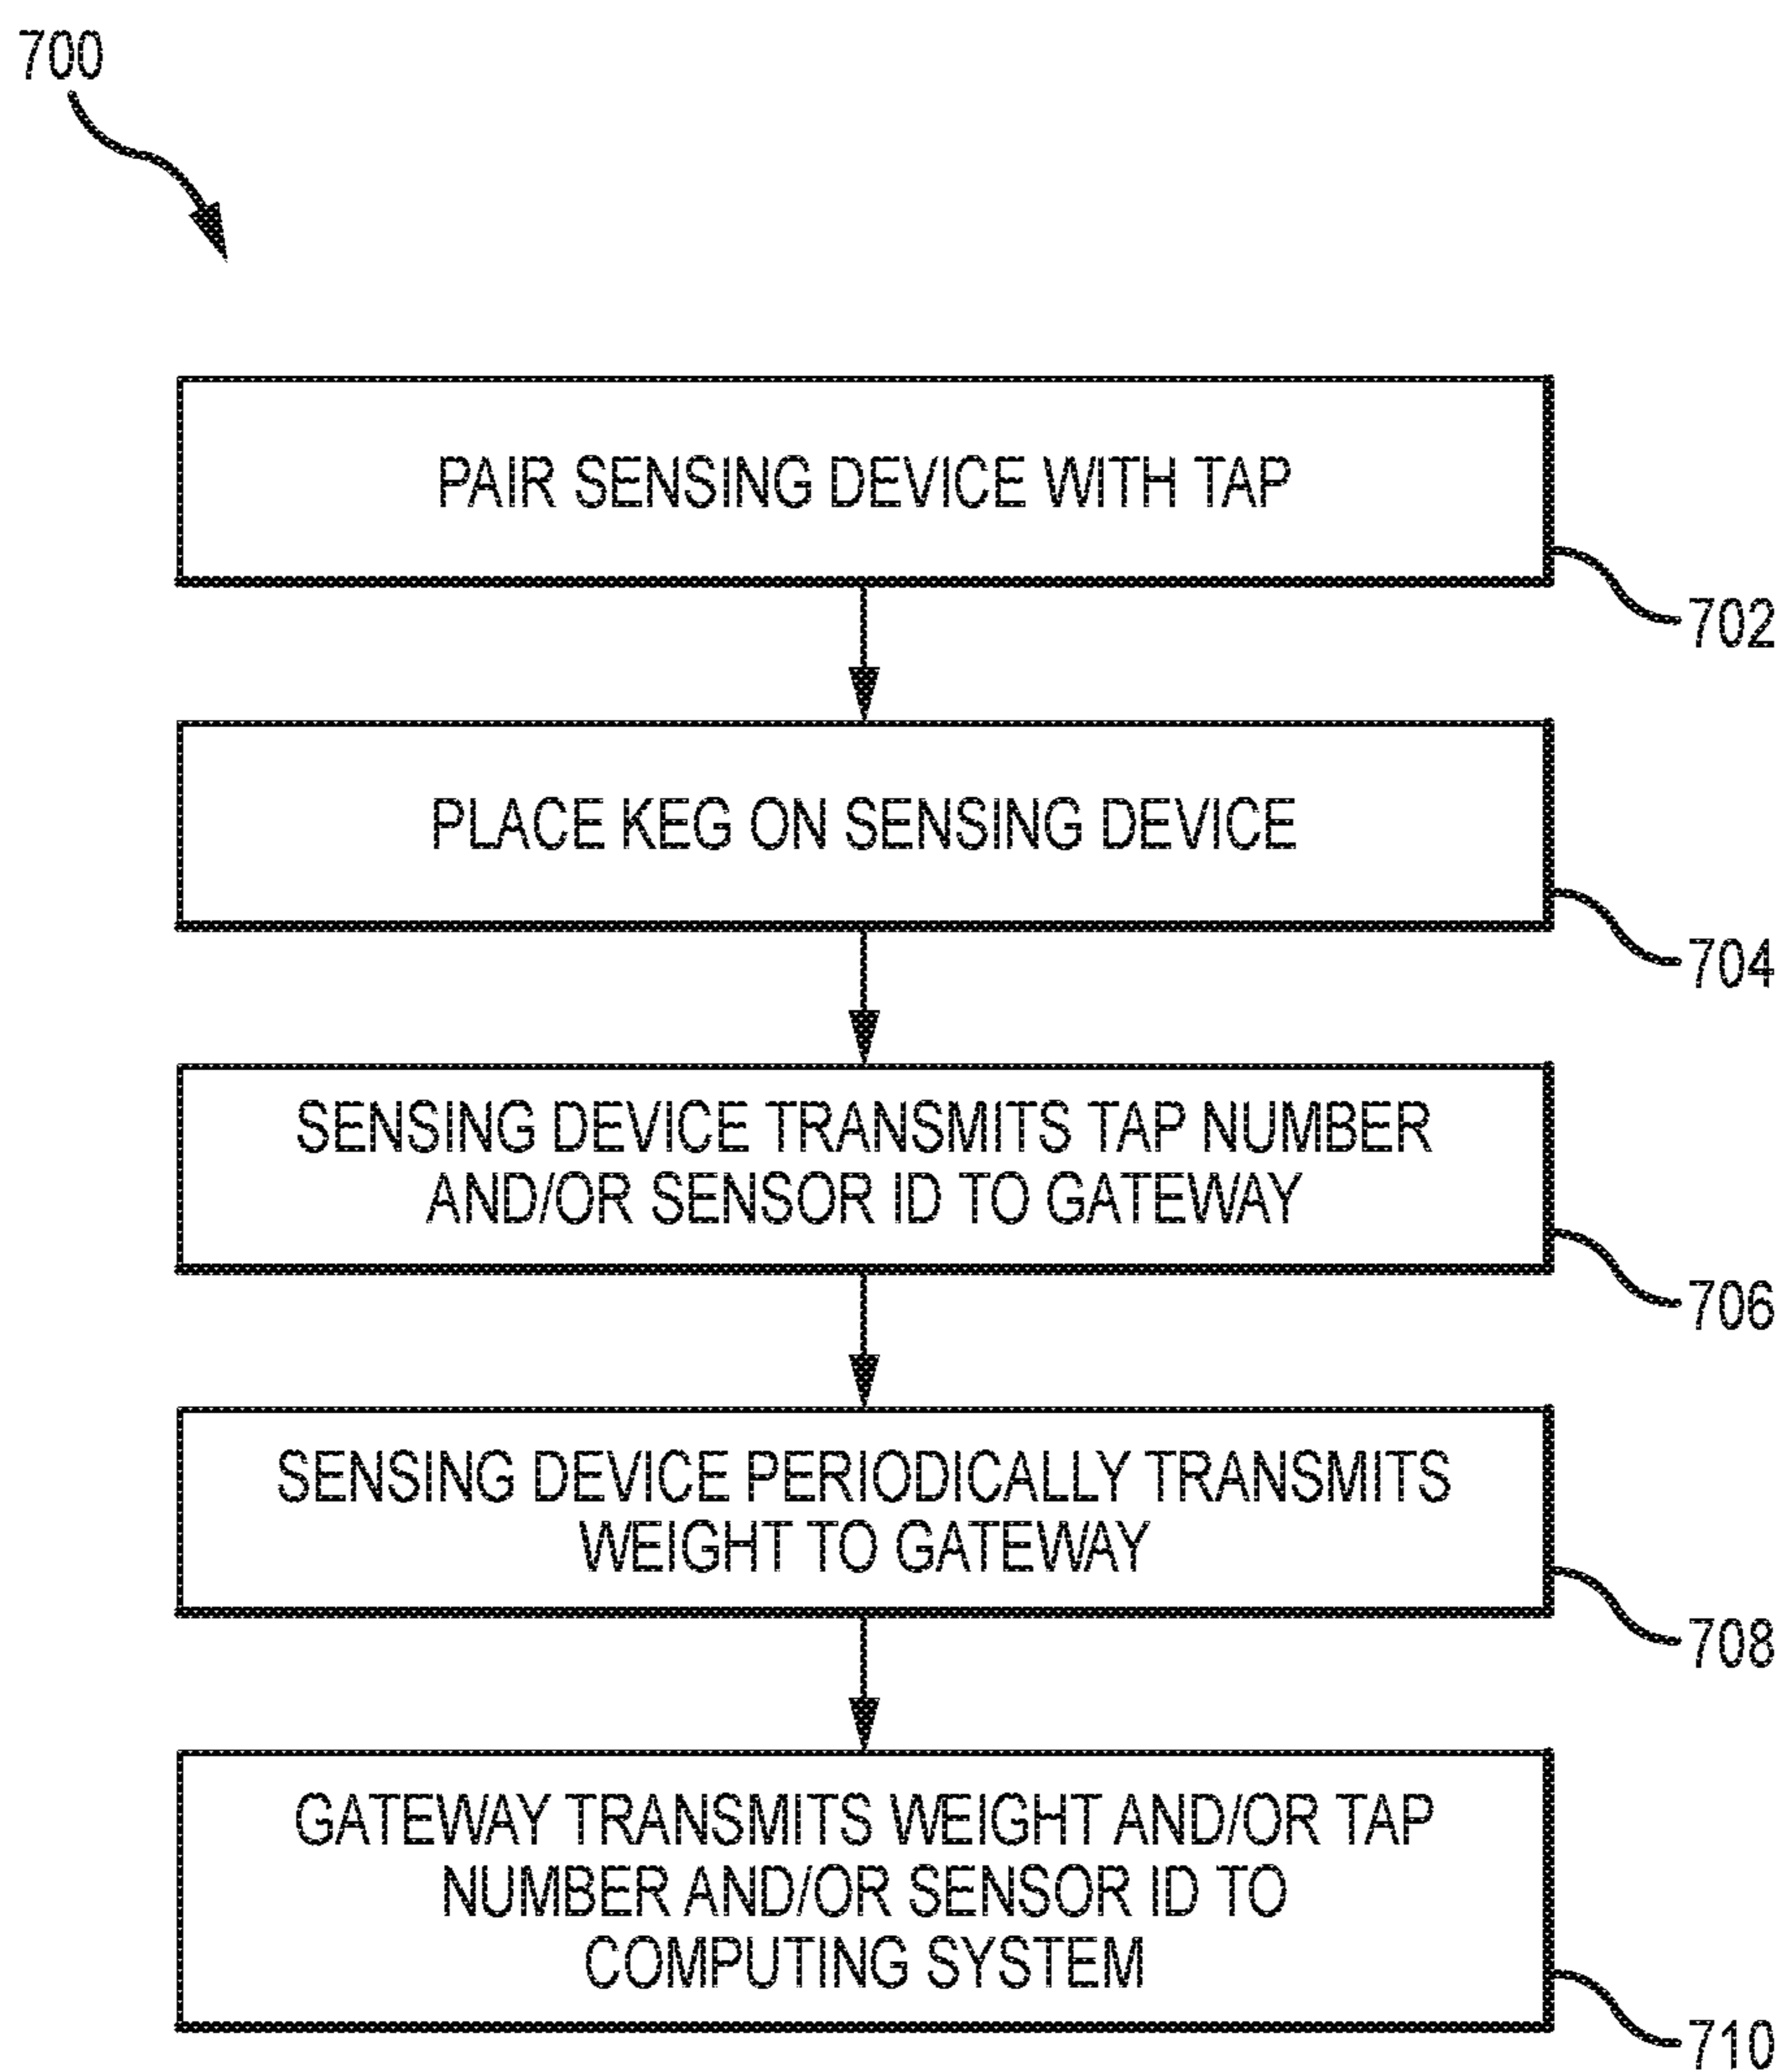 700
PAIR SENSING DEVICE WITH TAP
702
PLACE KEG ON SENSING DEVICE
704
SENSING DEVICE TRANSMITS TAP NUMBER
AND/OR SENSOR ID TO GATEWAY
706
SENSING DEVICE PERIODICALLY TRANSMITS
WEIGHT TO GATEWAY
708
GATEWAY TRANSMITS WEIGHT AND/OR TAP
NUMBER AND/OR SENSOR ID TO
COMPUTING SYSTEM
710